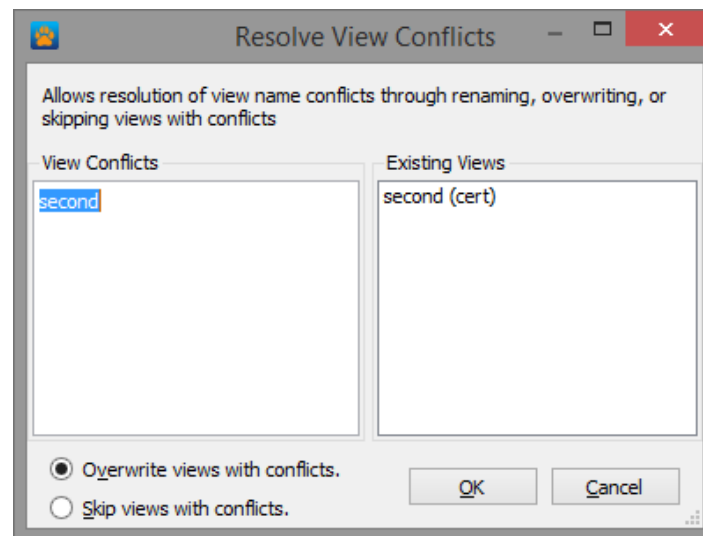 Resolve View Conflicts
Allows resolution of view name conflicts through renaming, overwriting, or
skipping views with conflicts
View Conflicts
second
Existing Views
second (cert)
Overwrite views with conflicts.
Skip views with conflicts.
OK
Cancel